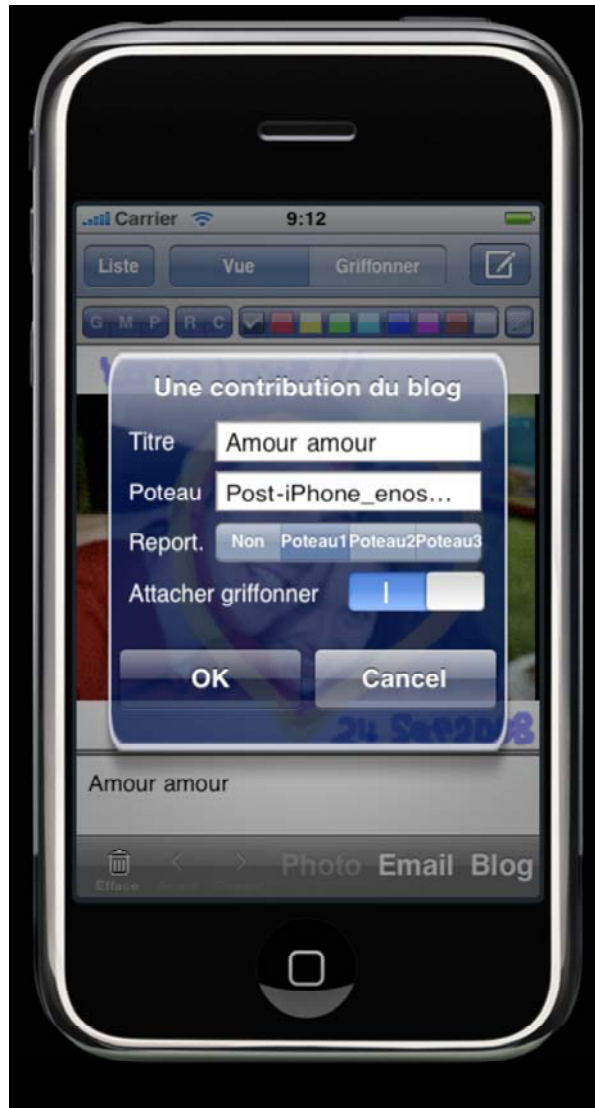 Carrier 9:12
Liste Vue Griffonner
G M P R C
Une contribution du blog
Titre Amour amour
Poteau Post-iPhone_enos...
Report. Non Poteau1 Poteau2 Poteau3
Attacher griffonner
OK Cancel
24 Sep2008
Amour amour
Efface Photo Email Blog